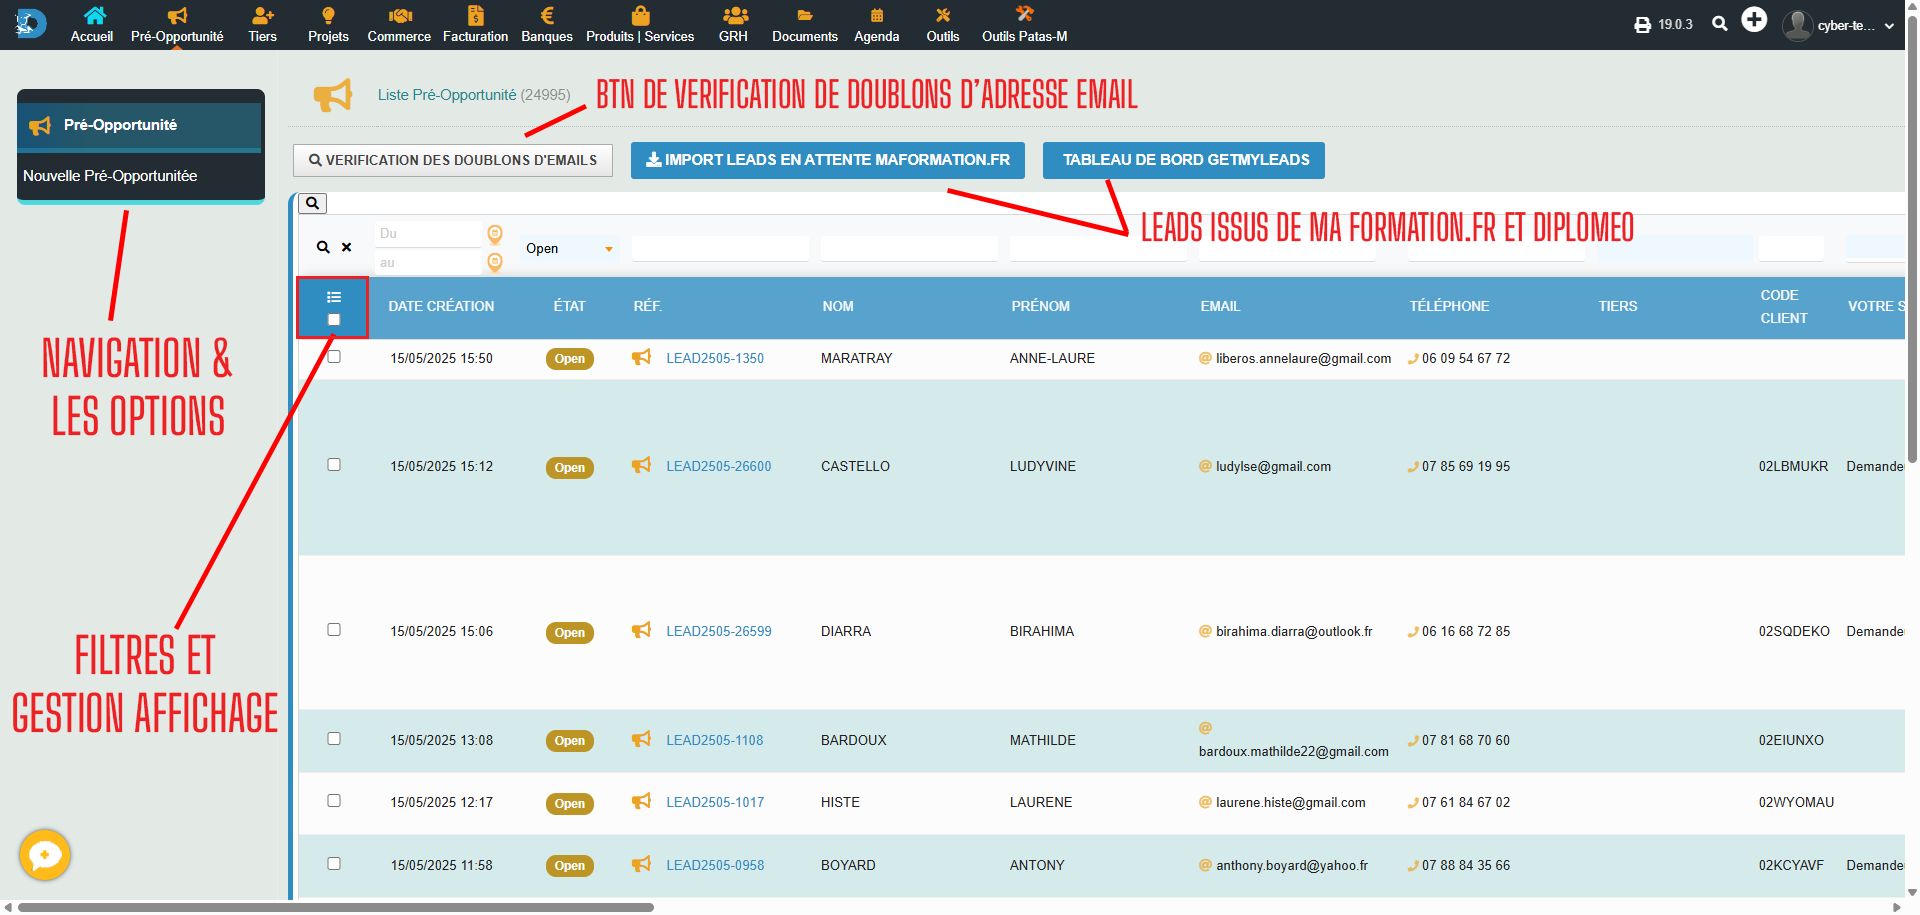 Accueil Pré-Opportunité Tiers Projets Commerce Facturation Banques Produits | Services GRH Documents Agenda Outils Outils Patas-M 19.0.3 cyber-te...
Pré-Opportunité
Nouvelle Pré-Opportunitée
NAVIGATION &
LES OPTIONS
FILTRES ET
GESTION AFFICHAGE
Liste Pré-Opportunité (24995)
BTN DE VERIFICATION DE DOUBLONS D'ADRESSE EMAIL
VERIFICATION DES DOUBLONS D'EMAILS IMPORT LEADS EN ATTENTE MAFORMATION.FR TABLEAU DE BORD GETMYLEADS
LEADS ISSUS DE MA FORMATION.FR ET DIPLOMEO
Du
au
Open
DATE CRÉATION ÉTAT RÉF. NOM PRÉNOM EMAIL TÉLÉPHONE TIERS CODE CLIENT VOTRE S
15/05/2025 15:50 Open LEAD2505-1350 MARATRAY ANNE-LAURE liberos.annelaure@gmail.com 06 09 54 67 72
15/05/2025 15:12 Open LEAD2505-26600 CASTELLO LUDYVINE ludylse@gmail.com 07 85 69 19 95 02LBMUKR Demande
15/05/2025 15:06 Open LEAD2505-26599 DIARRA BIRAHIMA birahima.diarra@outlook.fr 06 16 68 72 85 02SQDEKO Demande
15/05/2025 13:08 Open LEAD2505-1108 BARDOUX MATHILDE bardoux.mathilde22@gmail.com 07 81 68 70 60 02EIUNXO
15/05/2025 12:17 Open LEAD2505-1017 HISTE LAURENE laurene.histe@gmail.com 07 61 84 67 02 02WYOMAU
15/05/2025 11:58 Open LEAD2505-0958 BOYARD ANTONY anthony.boyard@yahoo.fr 07 88 84 35 66 02KCYAVF Demande